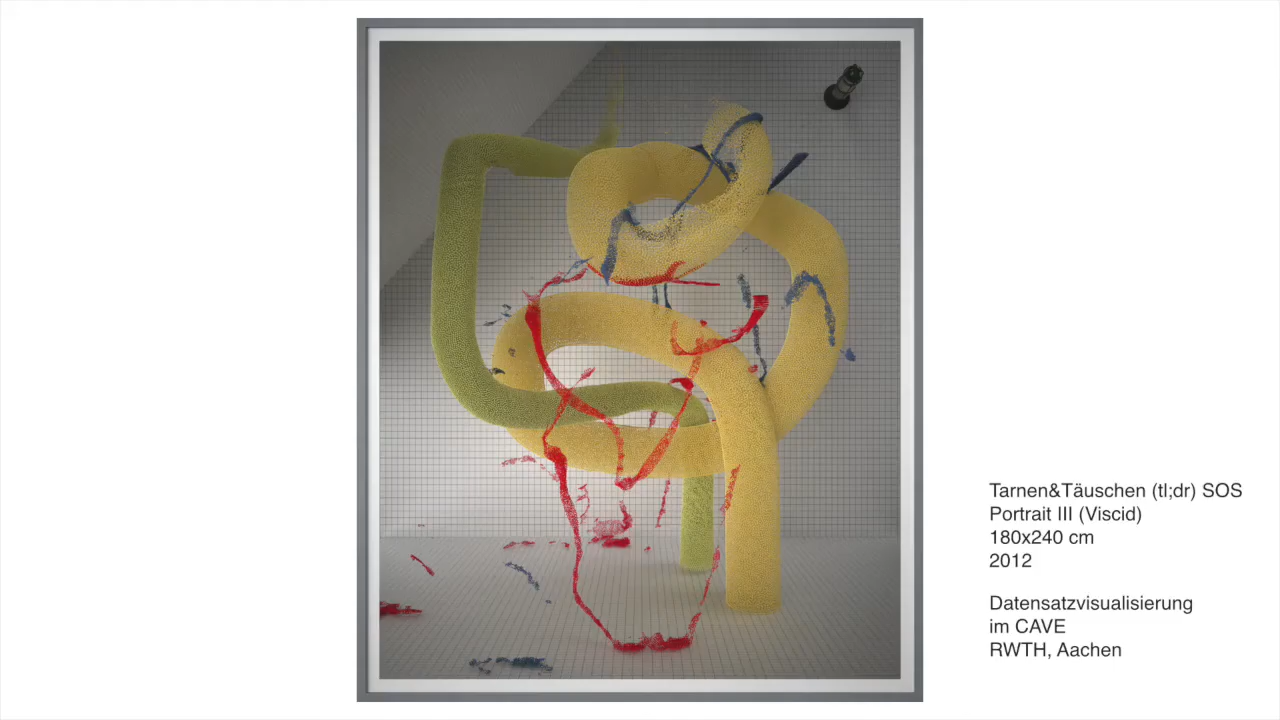 Tarnen&Täuschen (tl;dr) SOS
Portrait III (Viscid)
180x240 cm
2012
Datensatzvisualisierung
im CAVE
RWTH, Aachen